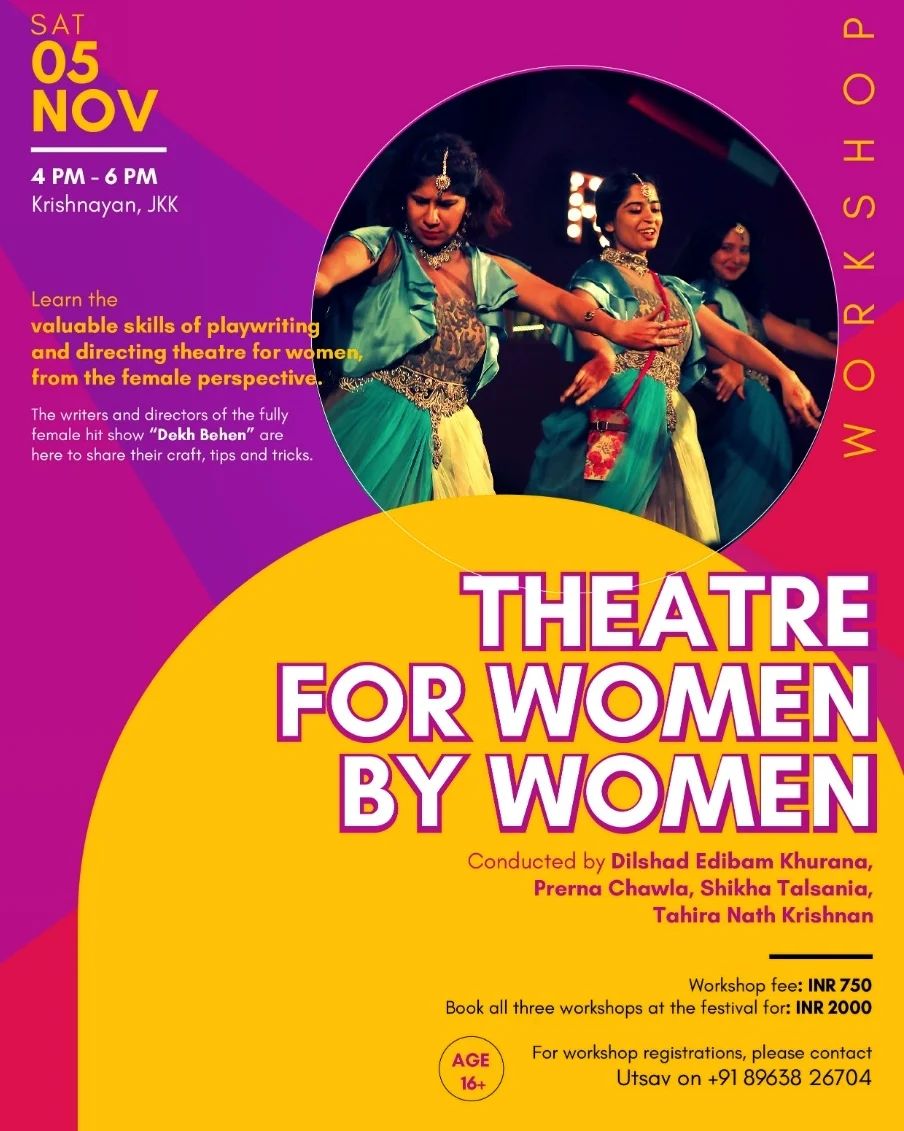 SAT
05
NOV
4 PM - 6 PM
Krishnayan, JKK
WORKSHOP
Learn the
valuable skills of playwriting
and directing theatre for women,
from the female perspective.
The writers and directors of the fully
female hit show “Dekh Behen” are
here to share their craft, tips and tricks.
THEATRE
FOR WOMEN
BY WOMEN
Conducted by Dilshad Edibam Khurana,
Prerna Chawla, Shikha Talsania,
Tahira Nath Krishnan
Workshop fee: INR 750
Book all three workshops at the festival for: INR 2000
AGE
16+
For workshop registrations, please contact
Utsav on +91 89638 26704